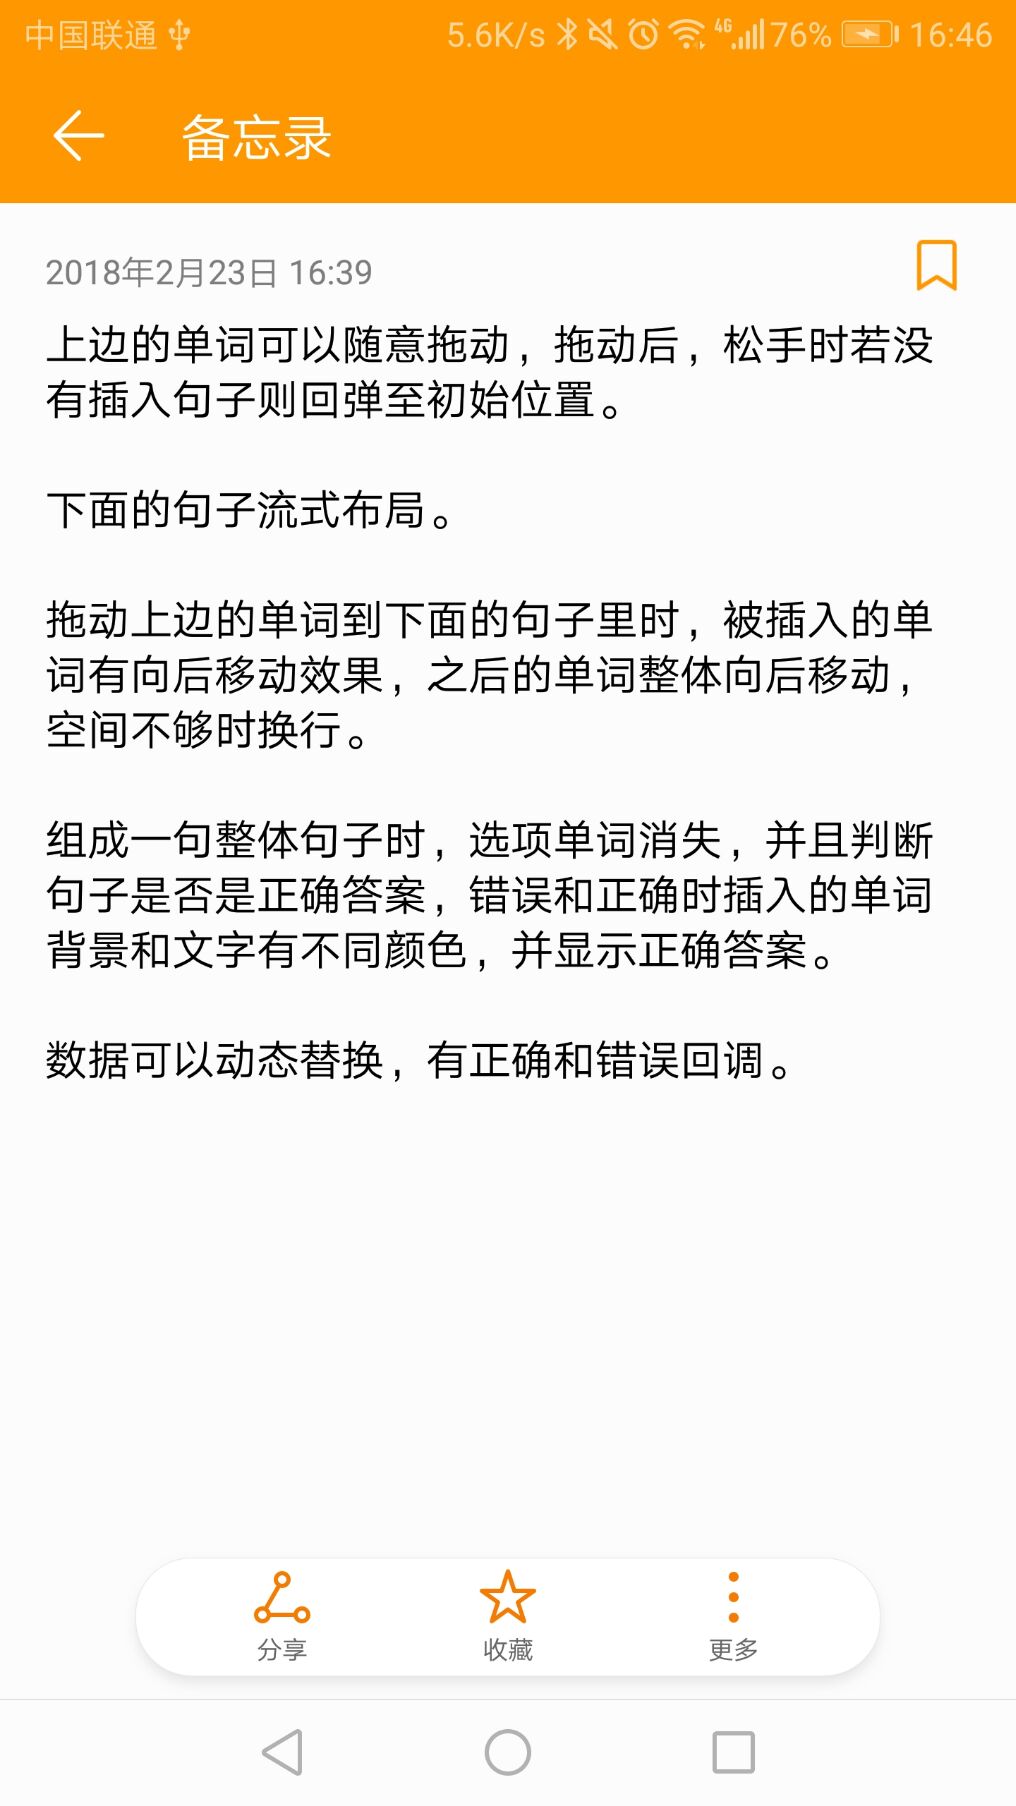 中国联通 5.6K/s 4G 76% 16:46
备忘录
2018年2月23日 16:39
上边的单词可以随意拖动，拖动后，松手时若没
有插入句子则回弹至初始位置。
下面的句子流式布局。
拖动上边的单词到下面的句子里时，被插入的单
词有向后移动效果，之后的单词整体向后移动，
空间不够时换行。
组成一句整体句子时，选项单词消失，并且判断
句子是否是正确答案，错误和正确时插入的单词
背景和文字有不同颜色，并显示正确答案。
数据可以动态替换，有正确和错误回调。
分享 收藏 更多